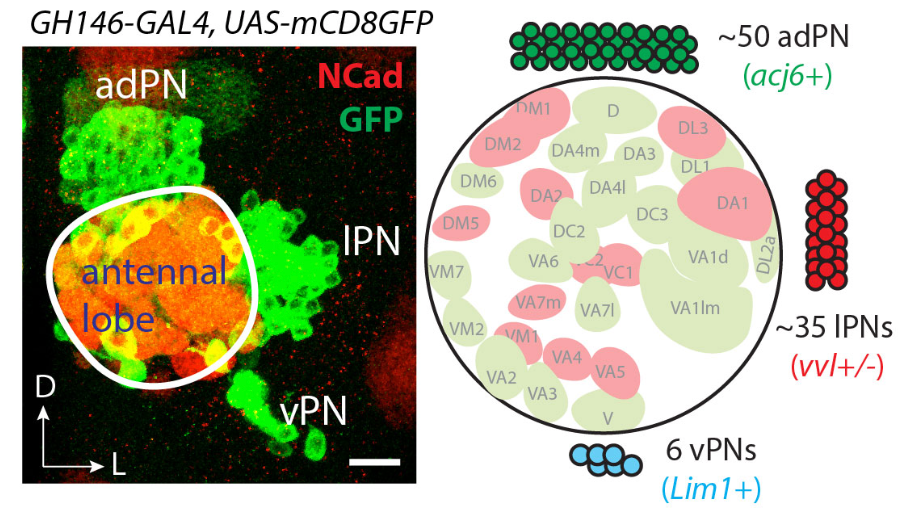 GH146-GAL4, UAS-mCD8GFP
adPN
NCad
GFP
lPN
antennal
lobe
vPN
D
L
~50 adPN
(acj6+)
DM1
D
DM2
DL3
DA4m
DA3
DL1
DM6
DA2
DA4l
DA1
DM5
DC3
DC2
VA1d
DL2a
VM7
VA6
VC1
VA7m
VA7l
VA1lm
VM2
VM1
VA4
VA5
VA2
VA3
V
~35 lPNs
(vvl+/-)
6 vPNs
(Lim1+)